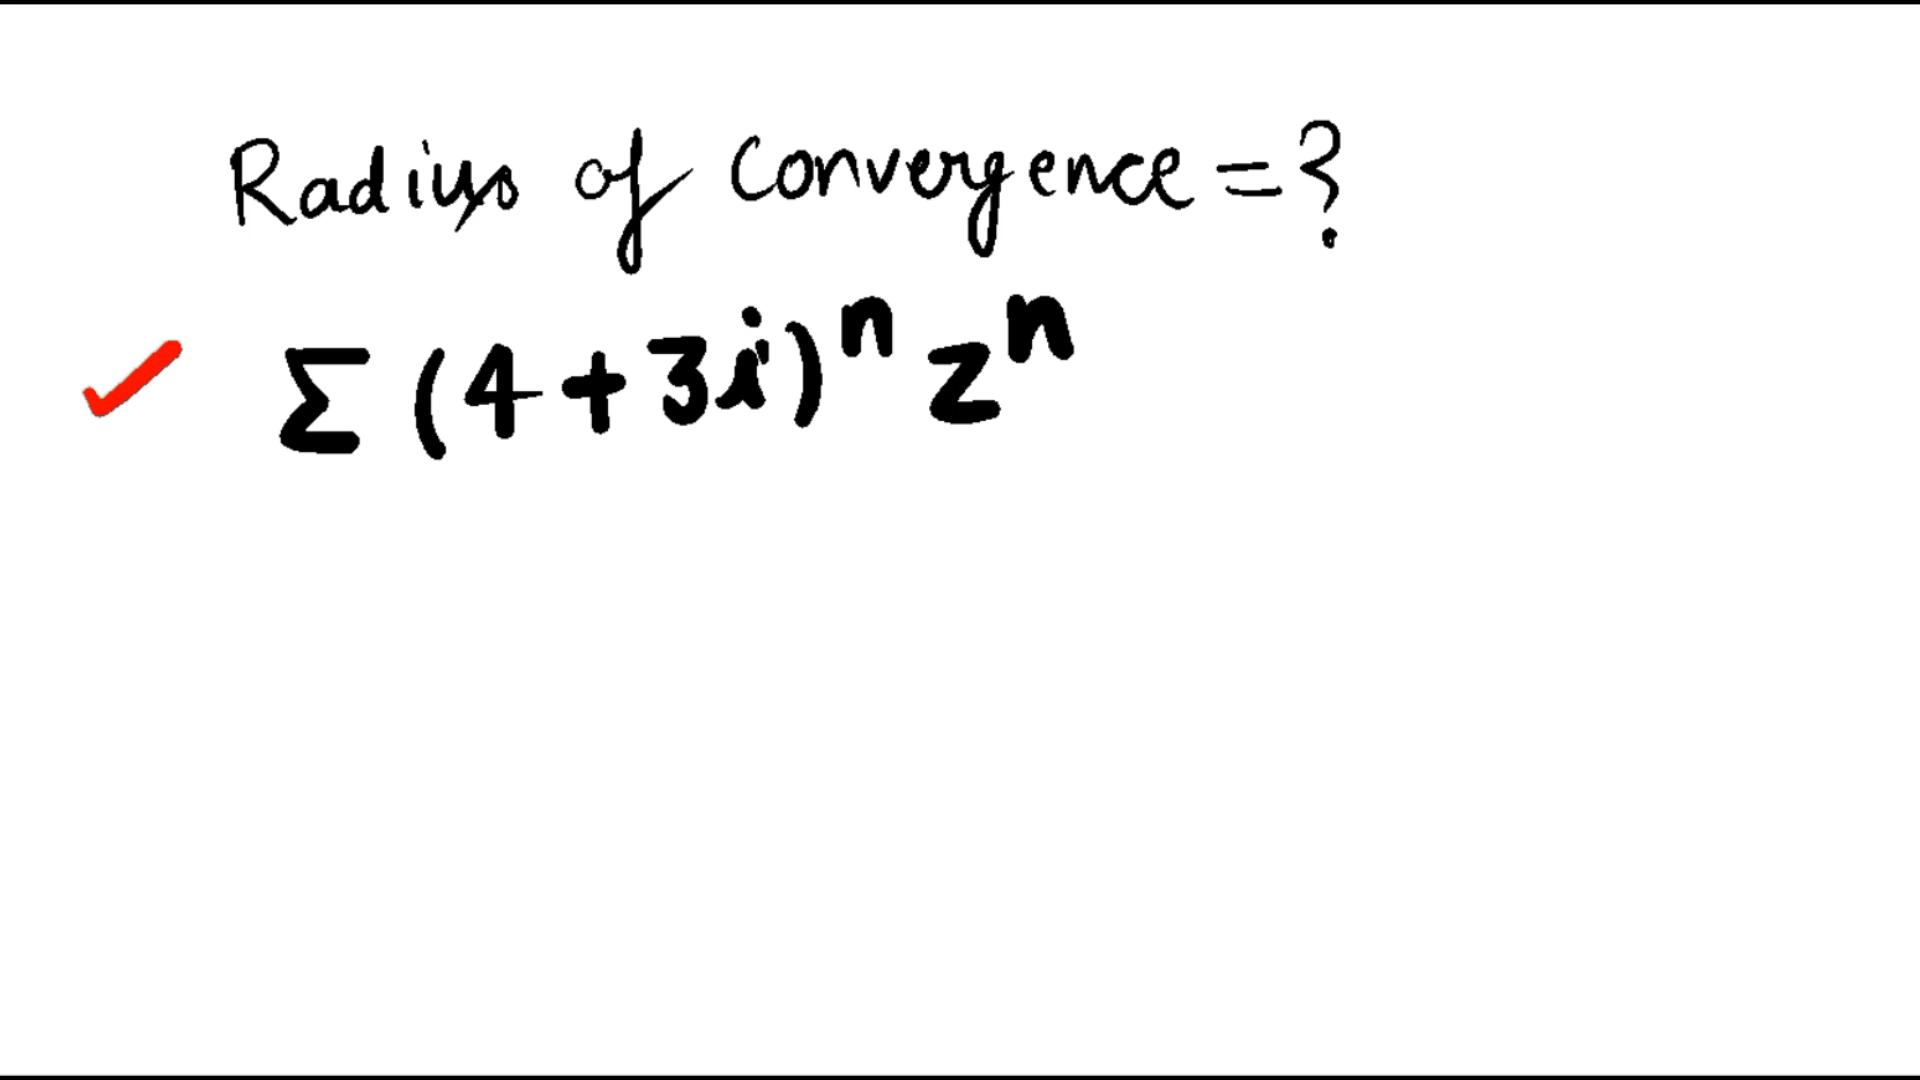 Radius of Convergence = ?
Σ (4+3i)ⁿ zⁿ